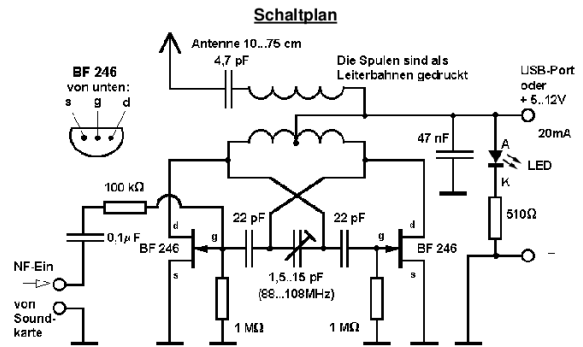 Schaltplan
Antenne 10...75 cm
4,7 pF
Die Spulen sind als
Leiterbahnen gedruckt
BF 246
von unten:
s g d
USB-Port
oder
+ 5..12V
20mA
47 nF
A
LED
K
100 kΩ
510Ω
0,1µF
d
g
s
BF 246
22 pF
22 pF
1,5..15 pF
(88...108MHz)
d
g
s
BF 246
NF-Ein
von
Sound-
karte
1 MΩ
1 MΩ
–